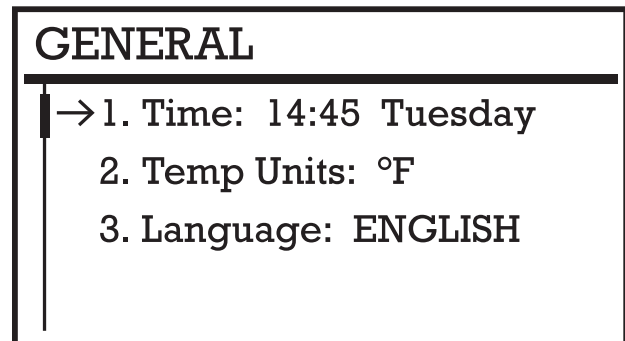 GENERAL
→1. Time: 14:45 Tuesday
2. Temp Units: °F
3. Language: ENGLISH